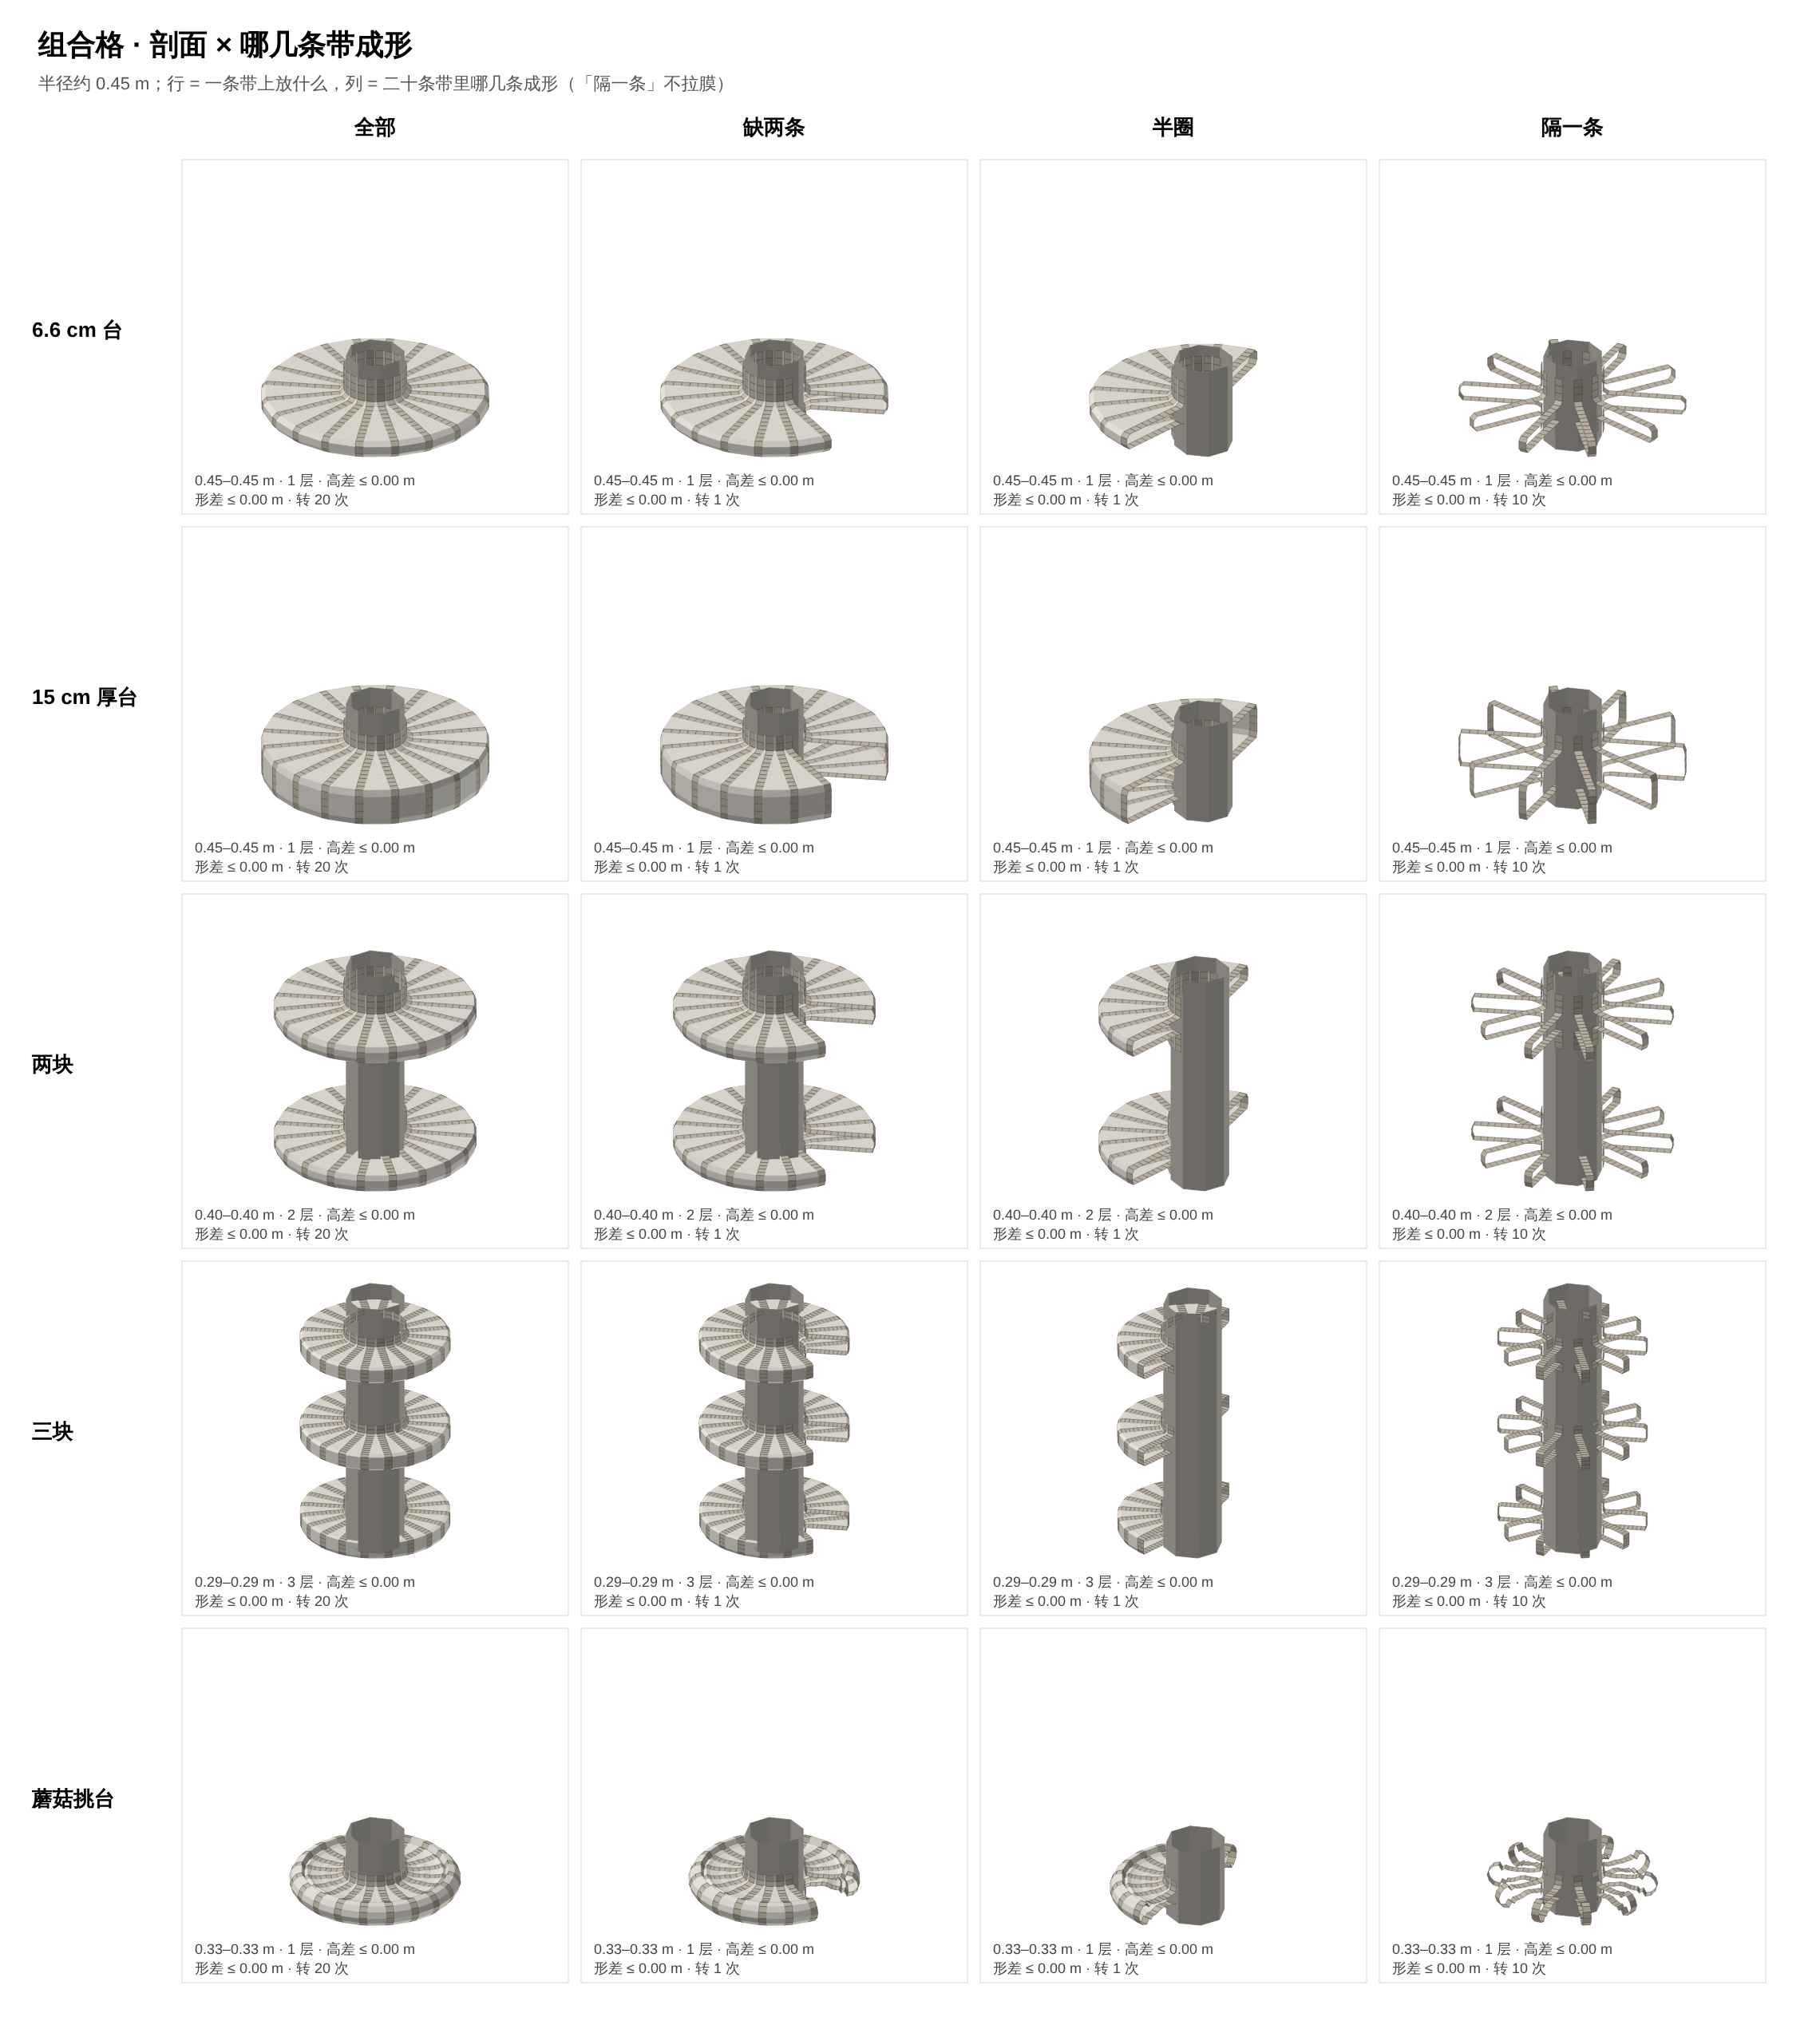 组合格 · 剖面 × 哪几条带成形
半径约 0.45 m；行 = 一条带上放什么，列 = 二十条带里哪几条成形（「隔一条」不拉膜）
全部
缺两条
半圈
隔一条
6.6 cm 台
0.45–0.45 m · 1 层 · 高差 ≤ 0.00 m
形差 ≤ 0.00 m · 转 20 次
0.45–0.45 m · 1 层 · 高差 ≤ 0.00 m
形差 ≤ 0.00 m · 转 1 次
0.45–0.45 m · 1 层 · 高差 ≤ 0.00 m
形差 ≤ 0.00 m · 转 1 次
0.45–0.45 m · 1 层 · 高差 ≤ 0.00 m
形差 ≤ 0.00 m · 转 10 次
15 cm 厚台
0.45–0.45 m · 1 层 · 高差 ≤ 0.00 m
形差 ≤ 0.00 m · 转 20 次
0.45–0.45 m · 1 层 · 高差 ≤ 0.00 m
形差 ≤ 0.00 m · 转 1 次
0.45–0.45 m · 1 层 · 高差 ≤ 0.00 m
形差 ≤ 0.00 m · 转 1 次
0.45–0.45 m · 1 层 · 高差 ≤ 0.00 m
形差 ≤ 0.00 m · 转 10 次
两块
0.40–0.40 m · 2 层 · 高差 ≤ 0.00 m
形差 ≤ 0.00 m · 转 20 次
0.40–0.40 m · 2 层 · 高差 ≤ 0.00 m
形差 ≤ 0.00 m · 转 1 次
0.40–0.40 m · 2 层 · 高差 ≤ 0.00 m
形差 ≤ 0.00 m · 转 1 次
0.40–0.40 m · 2 层 · 高差 ≤ 0.00 m
形差 ≤ 0.00 m · 转 10 次
三块
0.29–0.29 m · 3 层 · 高差 ≤ 0.00 m
形差 ≤ 0.00 m · 转 20 次
0.29–0.29 m · 3 层 · 高差 ≤ 0.00 m
形差 ≤ 0.00 m · 转 1 次
0.29–0.29 m · 3 层 · 高差 ≤ 0.00 m
形差 ≤ 0.00 m · 转 1 次
0.29–0.29 m · 3 层 · 高差 ≤ 0.00 m
形差 ≤ 0.00 m · 转 10 次
蘑菇挑台
0.33–0.33 m · 1 层 · 高差 ≤ 0.00 m
形差 ≤ 0.00 m · 转 20 次
0.33–0.33 m · 1 层 · 高差 ≤ 0.00 m
形差 ≤ 0.00 m · 转 1 次
0.33–0.33 m · 1 层 · 高差 ≤ 0.00 m
形差 ≤ 0.00 m · 转 1 次
0.33–0.33 m · 1 层 · 高差 ≤ 0.00 m
形差 ≤ 0.00 m · 转 10 次